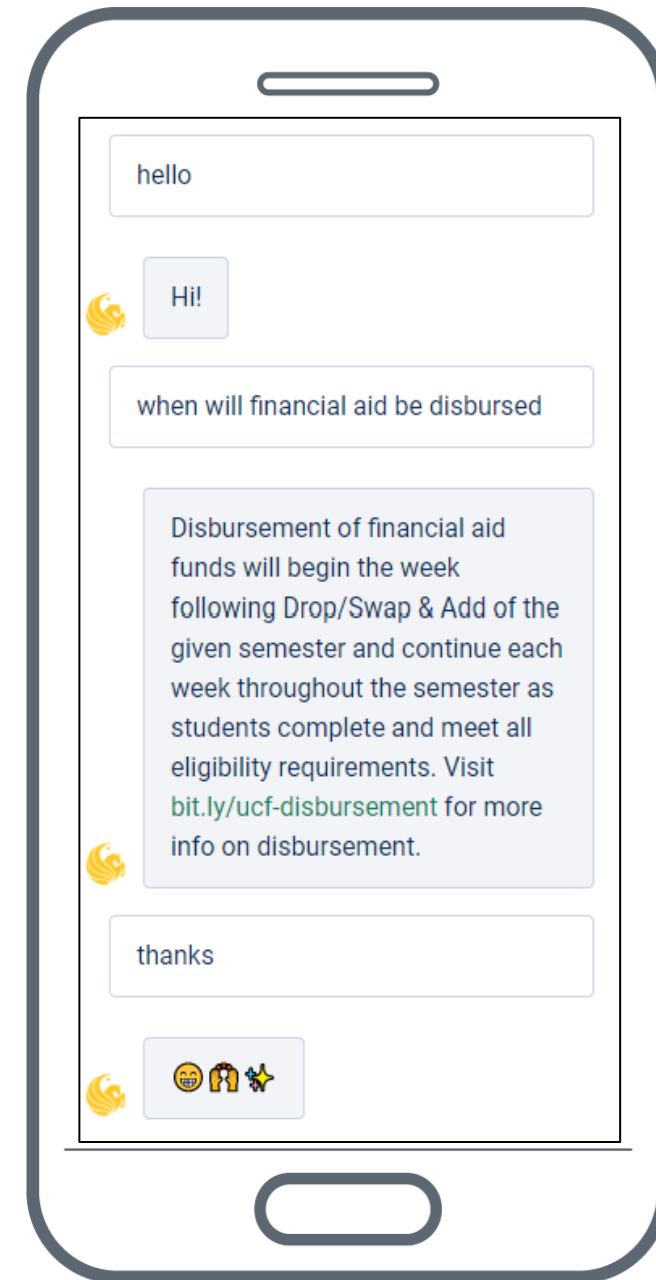 hello
Hi!
when will financial aid be disbursed
Disbursement of financial aid
funds will begin the week
following Drop/Swap & Add of the
given semester and continue each
week throughout the semester as
students complete and meet all
eligibility requirements. Visit
bit.ly/ucf-disbursement for more
info on disbursement.
thanks
😁🙌✨